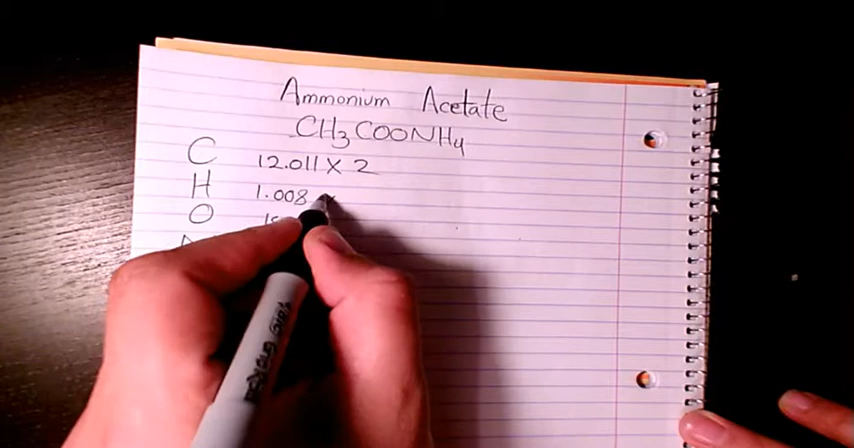 Ammonium Acetate
CH3COONH4
C 12.011 X 2
H 1.008 x
O